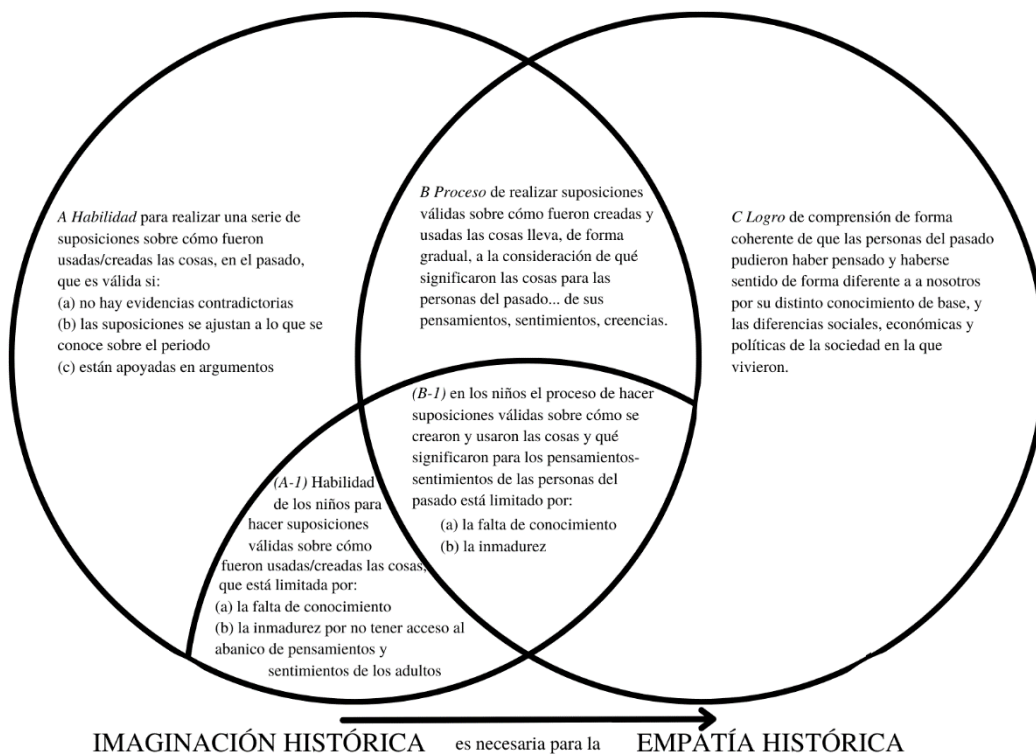 A Habilidad para realizar una serie de
suposiciones sobre cómo fueron
usadas/creadas las cosas, en el pasado,
que es válida si:
(a) no hay evidencias contradictorias
(b) las suposiciones se ajustan a lo que se
conoce sobre el periodo
(c) están apoyadas en argumentos
B Proceso de realizar suposiciones
válidas sobre cómo fueron creadas y
usadas las cosas lleva, de forma
gradual, a la consideración de qué
significaron las cosas para las
personas del pasado... de sus
pensamientos, sentimientos, creencias.
C Logro de comprensión de forma
coherente de que las personas del pasado
pudieron haber pensado y haberse
sentido de forma diferente a a nosotros
por su distinto conocimiento de base, y
las diferencias sociales, económicas y
políticas de la sociedad en la que
vivieron.
(A-1) Habilidad
de los niños para
hacer suposiciones
válidas sobre cómo
fueron usadas/creadas las cosas,
que está limitada por:
(a) la falta de conocimiento
(b) la inmadurez por no tener acceso al
abanico de pensamientos y
sentimientos de los adultos
(B-1) en los niños el proceso de hacer
suposiciones válidas sobre cómo se
crearon y usaron las cosas y qué
significaron para los pensamientos-
sentimientos de las personas del
pasado está limitado por:
(a) la falta de conocimiento
(b) la inmadurez
IMAGINACIÓN HISTÓRICA es necesaria para la EMPATÍA HISTÓRICA